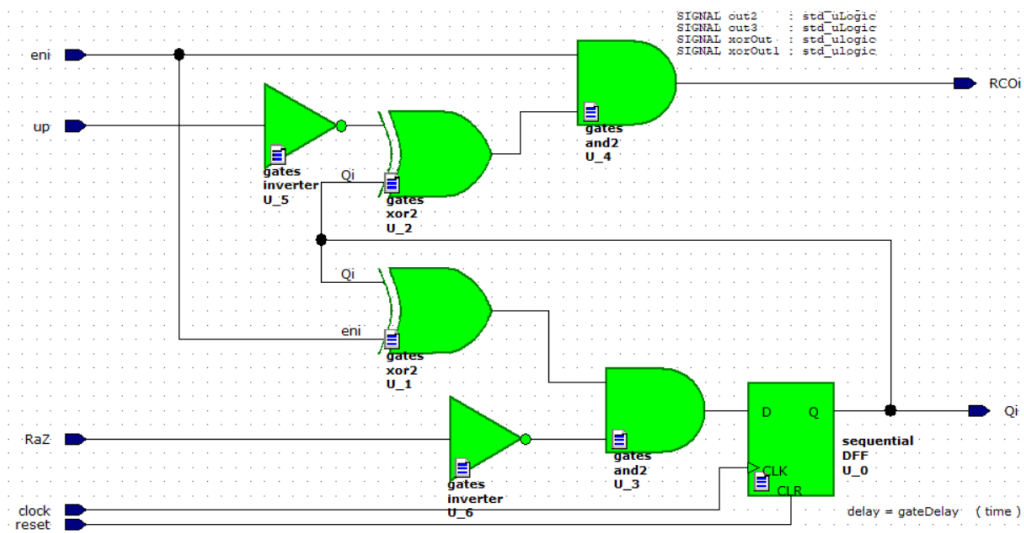 SIGNAL out2 : std_uLogic
SIGNAL out3 : std_uLogic
SIGNAL xorOut : std_ulogic
SIGNAL xorOut1 : std_ulogic
eni
RCOi
up
gates
and2
U_4
gates
inverter
U_5
Qi
gates
xor2
U_2
Qi
eni
gates
xor2
U_1
D Q
Qi
RaZ
gates
and2
U_3
sequential
DFF
U_0
CLK
CLR
gates
inverter
U_6
clock
reset
delay = gateDelay ( time )